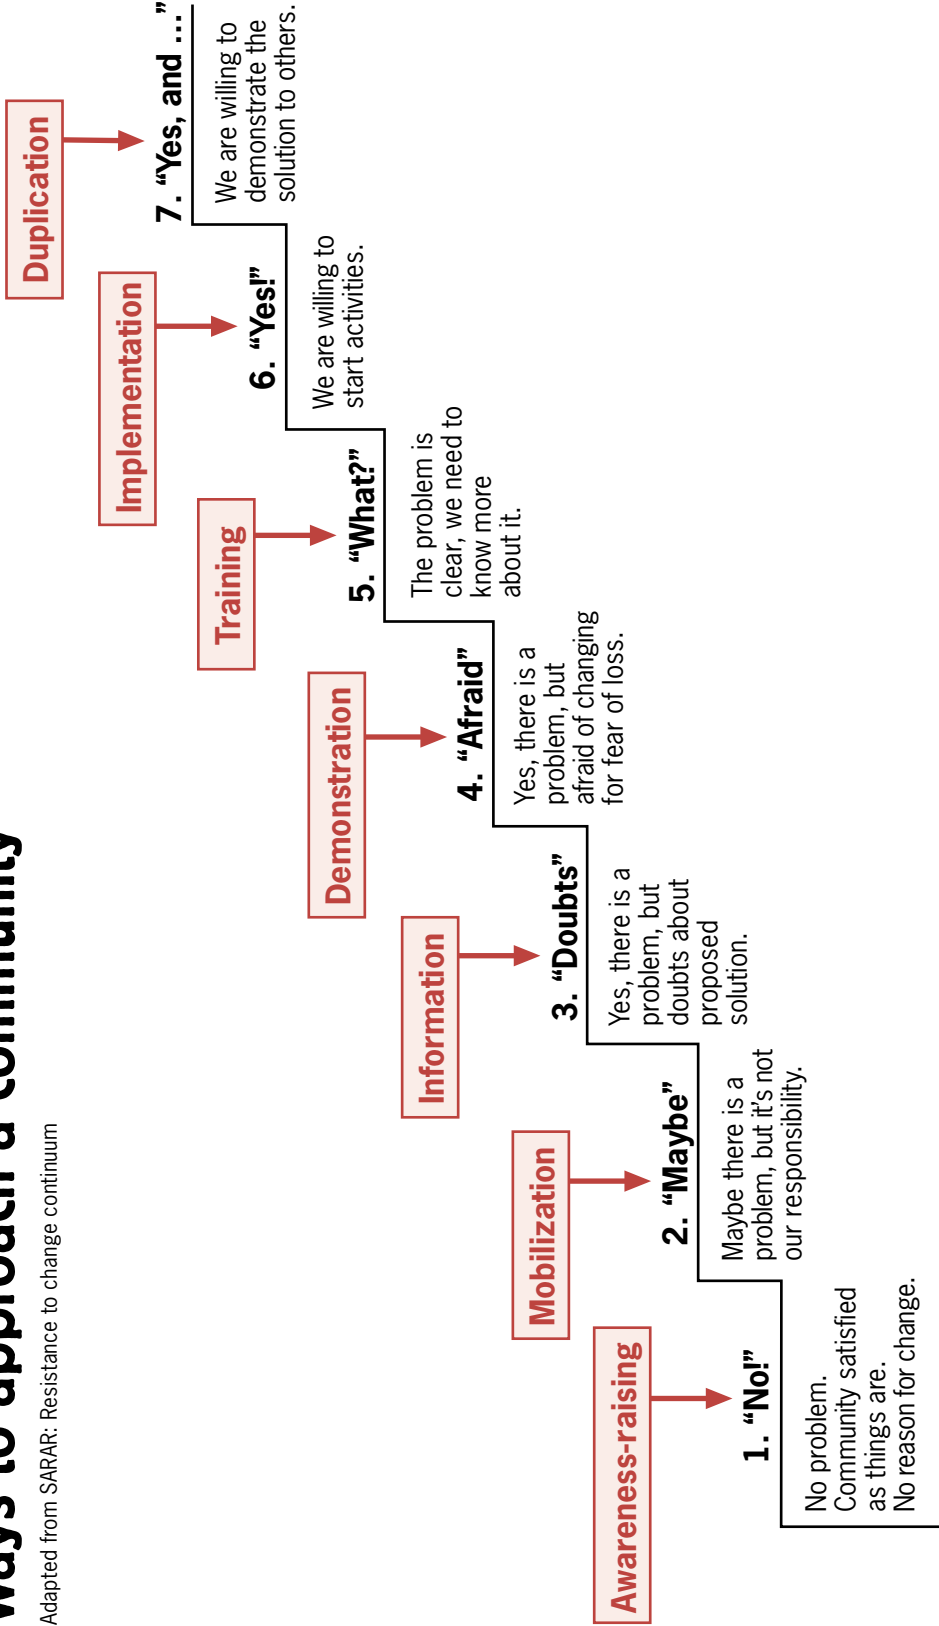 Ways to approach a community
Adapted from SARAR: Resistance to change continuum
Awareness-raising
1. “No!”
No problem.
Community satisfied
as things are.
No reason for change.
Mobilization
2. “Maybe”
Maybe there is a
problem, but it’s not
our responsibility.
Information
3. “Doubts”
Yes, there is a
problem, but
doubts about
proposed
solution.
Demonstration
4. “Afraid”
Yes, there is a
problem, but
afraid of changing
for fear of loss.
Training
5. “What?”
The problem is
clear, we need to
know more
about it.
Implementation
6. “Yes!”
We are willing to
start activities.
Duplication
7. “Yes, and ...”
We are willing to
demonstrate the
solution to others.